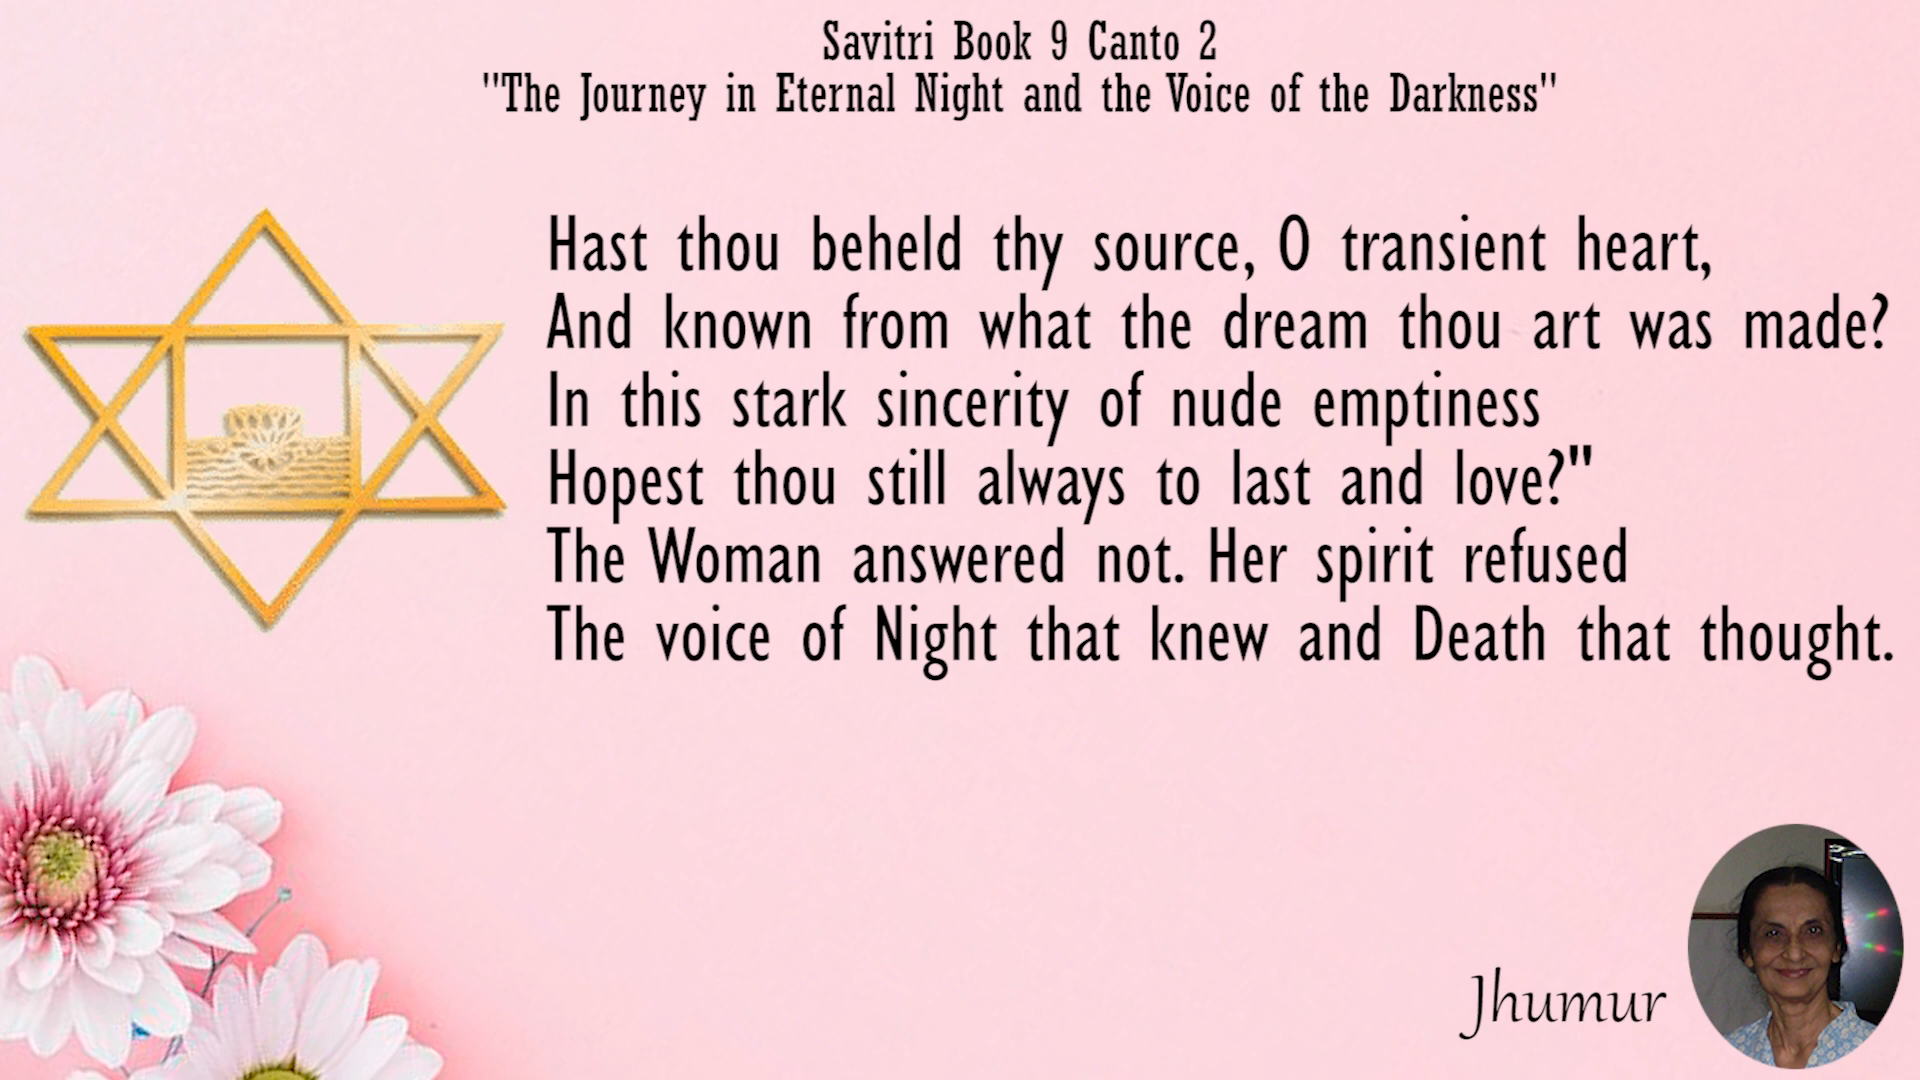 Savitri Book 9 Canto 2
"The Journey in Eternal Night and the Voice of the Darkness"
Hast thou beheld thy source, O transient heart,
And known from what the dream thou art was made?
In this stark sincerity of nude emptiness
Hopest thou still always to last and love?"
The Woman answered not. Her spirit refused
The voice of Night that knew and Death that thought.
Jhumur